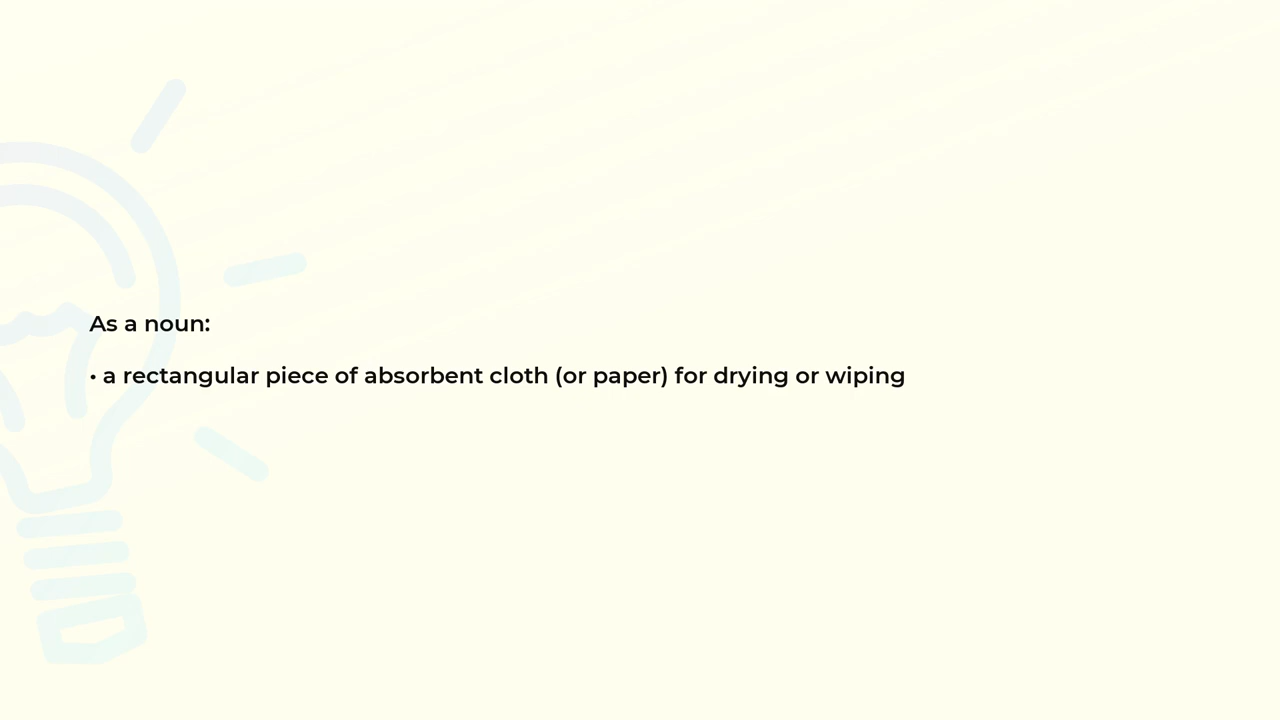 As a noun:
• a rectangular piece of absorbent cloth (or paper) for drying or wiping